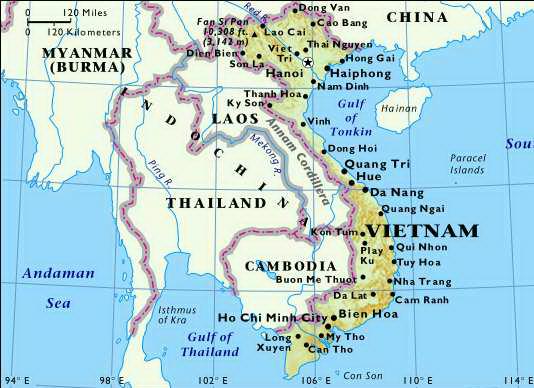 0 120 Miles
0 120 Kilometers
Red R.
Dong Van
Cao Bang
CHINA
Fan Si Pan
10,308 ft.
(3,142 m)
Lao Cai
MYANMAR
(BURMA)
Dien Bien
Viet
Tri
Thai Nguyen
Son La
Hong Gai
Hanoi
Haiphong
Nam Dinh
Thanh Hoa
Ky Son
Gulf
of
Tonkin
Hainan
LAOS
Vinh
INDOCHINA
Annam Cordillera
Mekong R.
Ping R.
Dong Hoi
Quang Tri
Hue
Da Nang
Paracel
Islands
Sou
THAILAND
Quang Ngai
Kon Tum
VIETNAM
Play
Ku
Qui Nhon
Tuy Hoa
CAMBODIA
Buon Me Thuot
Nha Trang
Da Lat
Cam Ranh
Andaman
Sea
Isthmus
of Kra
Ho Chi Minh City
Bien Hoa
Gulf of
Thailand
Long
Xuyen
My Tho
Can Tho
Con Son
94° E
98° E
102° E
106° E
110° E
114° E